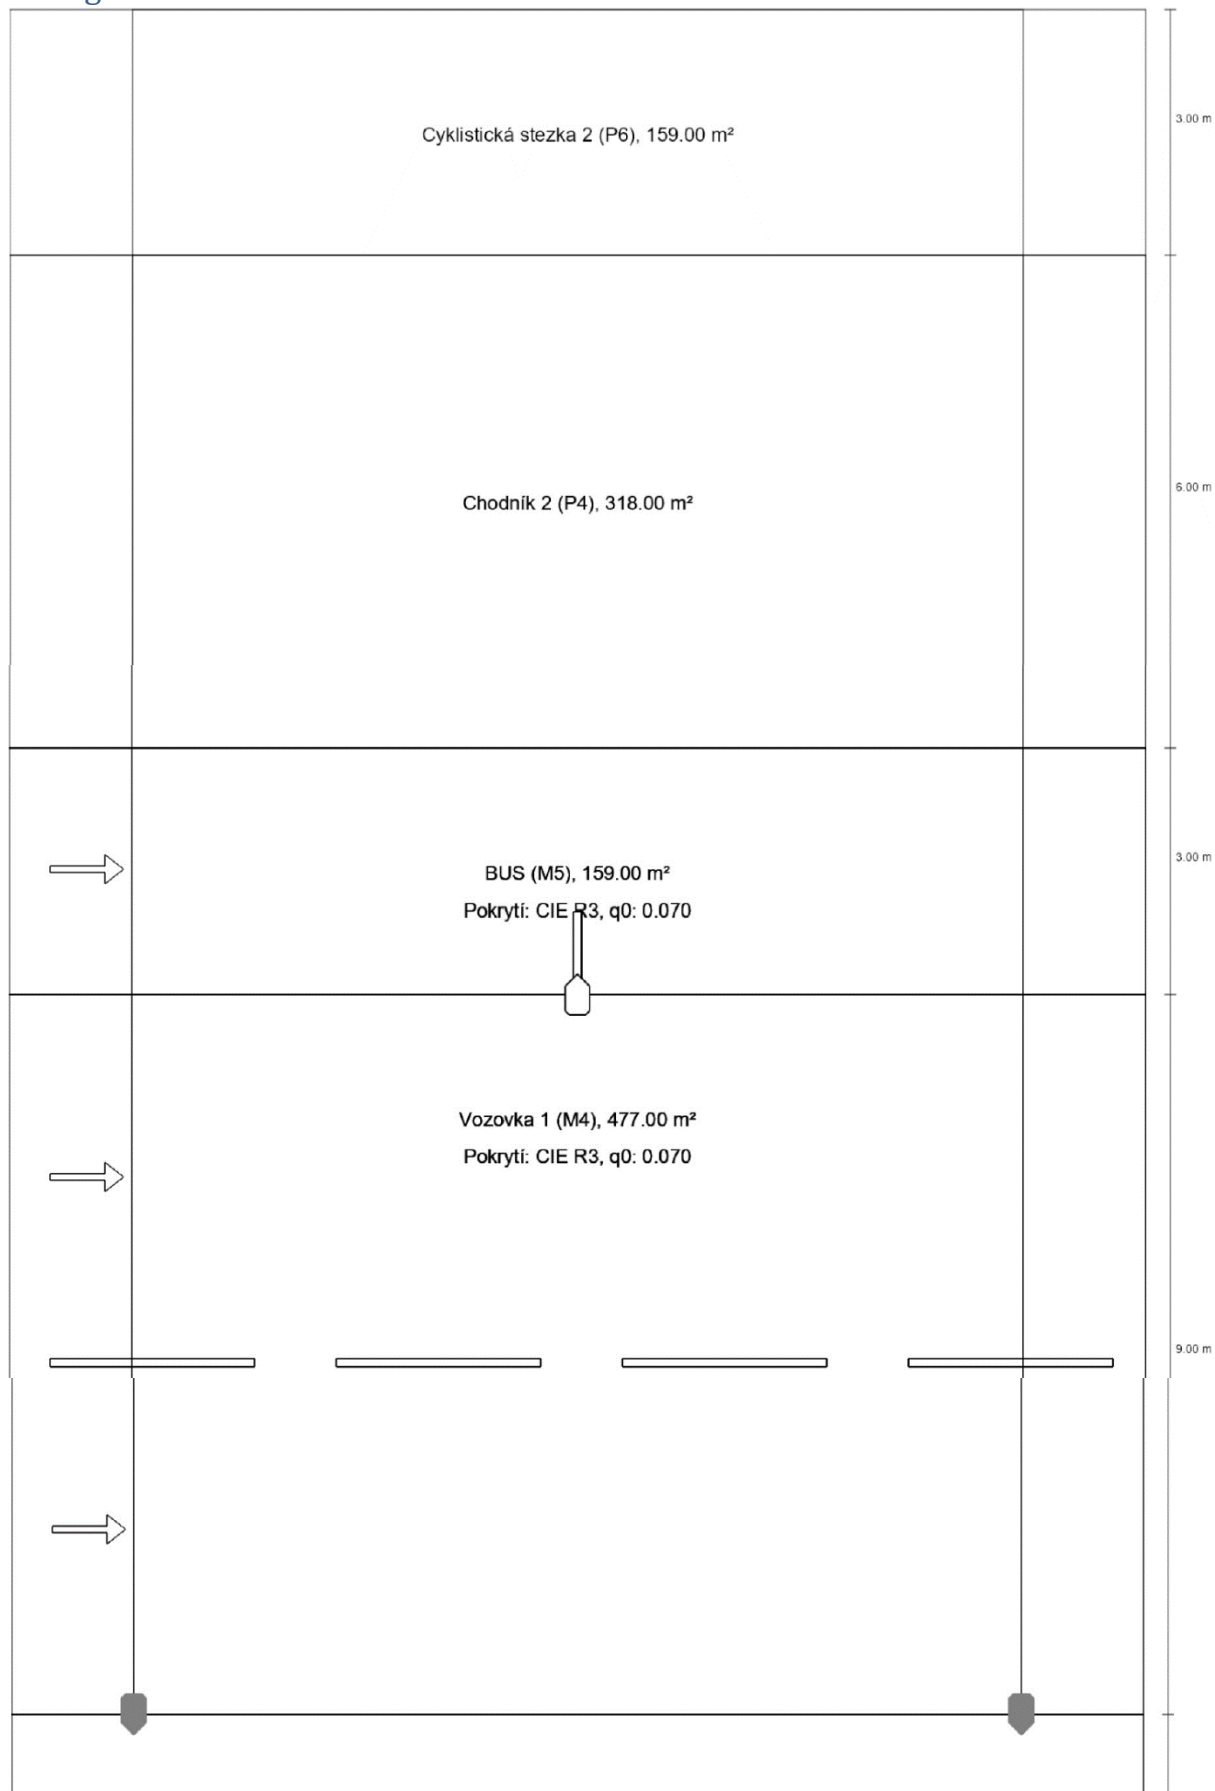 3.00 m
Cyklistická stezka 2 (P6), 159.00 m²
6.00 m
Chodník 2 (P4), 318.00 m²
3.00 m
BUS (M5), 159.00 m²
Pokrytí: CIE R3, q0: 0.070
Vozovka 1 (M4), 477.00 m²
Pokrytí: CIE R3, q0: 0.070
9.00 m